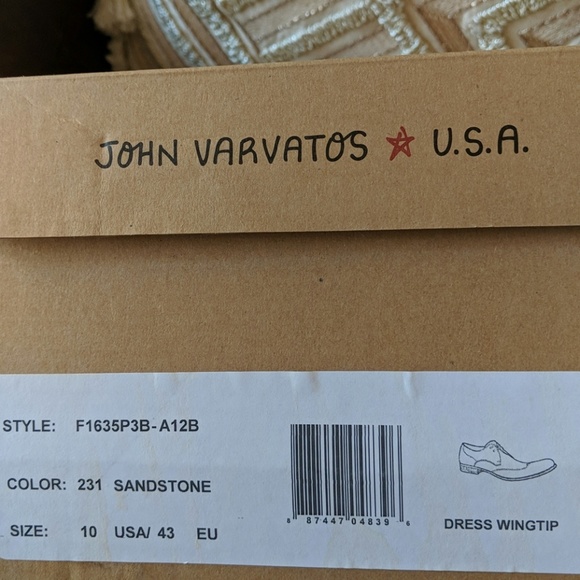 JOHN VARVATOS ★ U.S.A.
STYLE: F1635P3B-A12B
COLOR: 231 SANDSTONE
SIZE: 10 USA/ 43 EU
8 87447 04839 6
DRESS WINGTIP